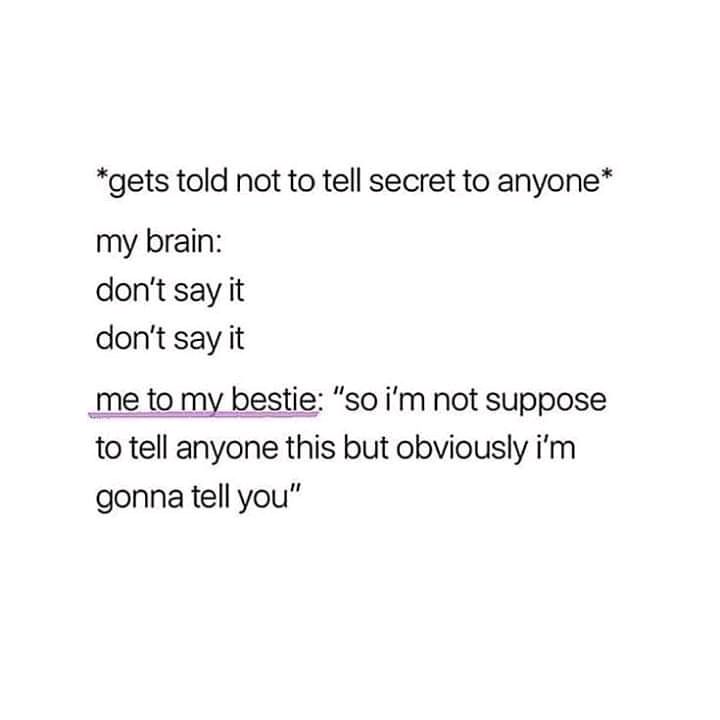 *gets told not to tell secret to anyone*
my brain:
don't say it
don't say it
me to my bestie: "so i'm not suppose
to tell anyone this but obviously i'm
gonna tell you"